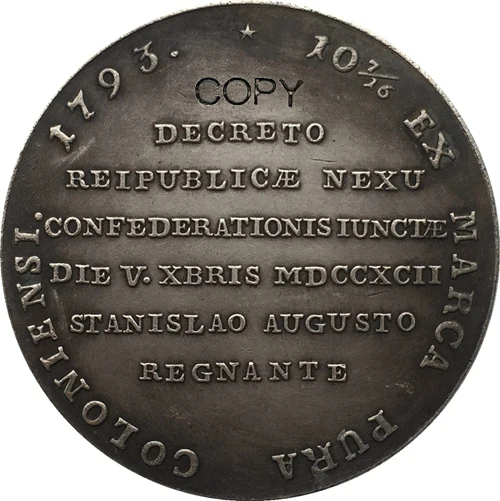 1793. ★ 10 7/16 EX MARCA PURA COLONIENSI.
COPY
DECRETO
REIPUBLICÆ NEXU
CONFEDERATIONIS IUNCTÆ
DIE V. XBRIS MDCCXCII
STANISLAO AUGUSTO
REGNANTE